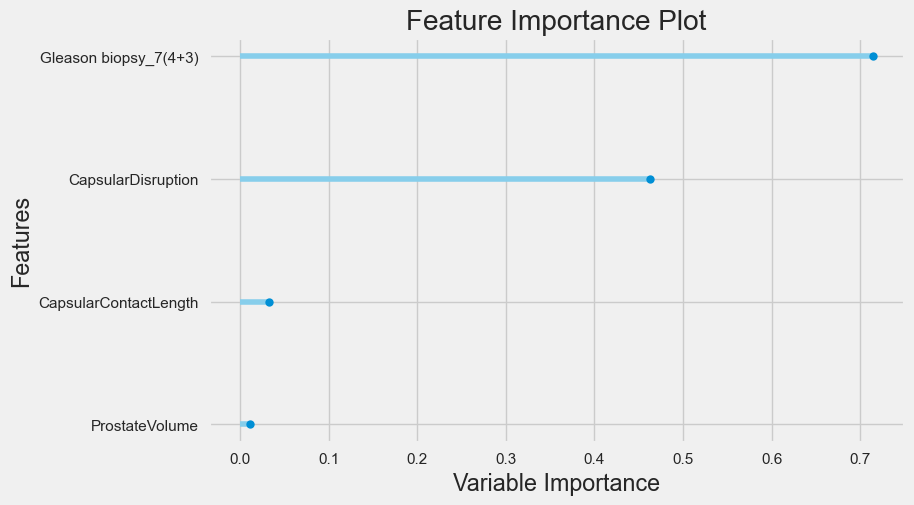 Feature Importance Plot
Features
Gleason biopsy_7(4+3)
CapsularDisruption
CapsularContactLength
ProstateVolume
0.0 0.1 0.2 0.3 0.4 0.5 0.6 0.7
Variable Importance